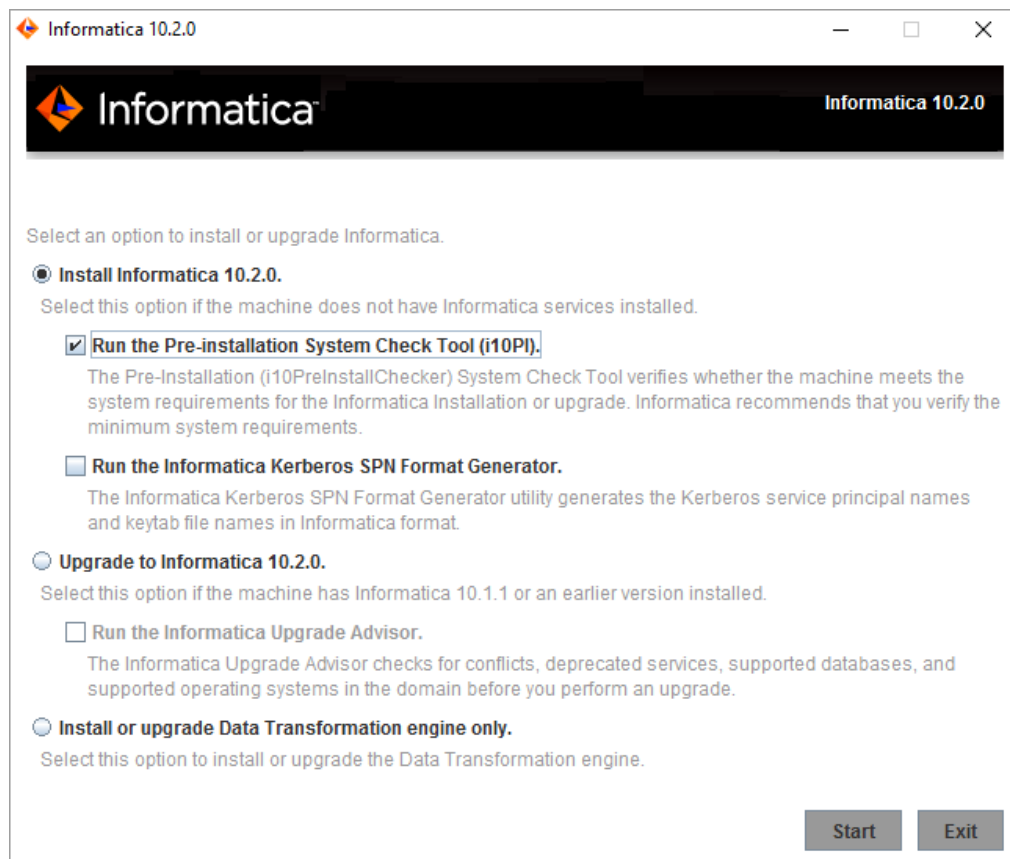 Informatica 10.2.0
Informatica
Informatica 10.2.0
Select an option to install or upgrade Informatica.
Install Informatica 10.2.0.
Select this option if the machine does not have Informatica services installed.
Run the Pre-installation System Check Tool (i10PI).
The Pre-Installation (i10PreInstallChecker) System Check Tool verifies whether the machine meets the
system requirements for the Informatica Installation or upgrade. Informatica recommends that you verify the
minimum system requirements.
Run the Informatica Kerberos SPN Format Generator.
The Informatica Kerberos SPN Format Generator utility generates the Kerberos service principal names
and keytab file names in Informatica format.
Upgrade to Informatica 10.2.0.
Select this option if the machine has Informatica 10.1.1 or an earlier version installed.
Run the Informatica Upgrade Advisor.
The Informatica Upgrade Advisor checks for conflicts, deprecated services, supported databases, and
supported operating systems in the domain before you perform an upgrade.
Install or upgrade Data Transformation engine only.
Select this option to install or upgrade the Data Transformation engine.
Start Exit